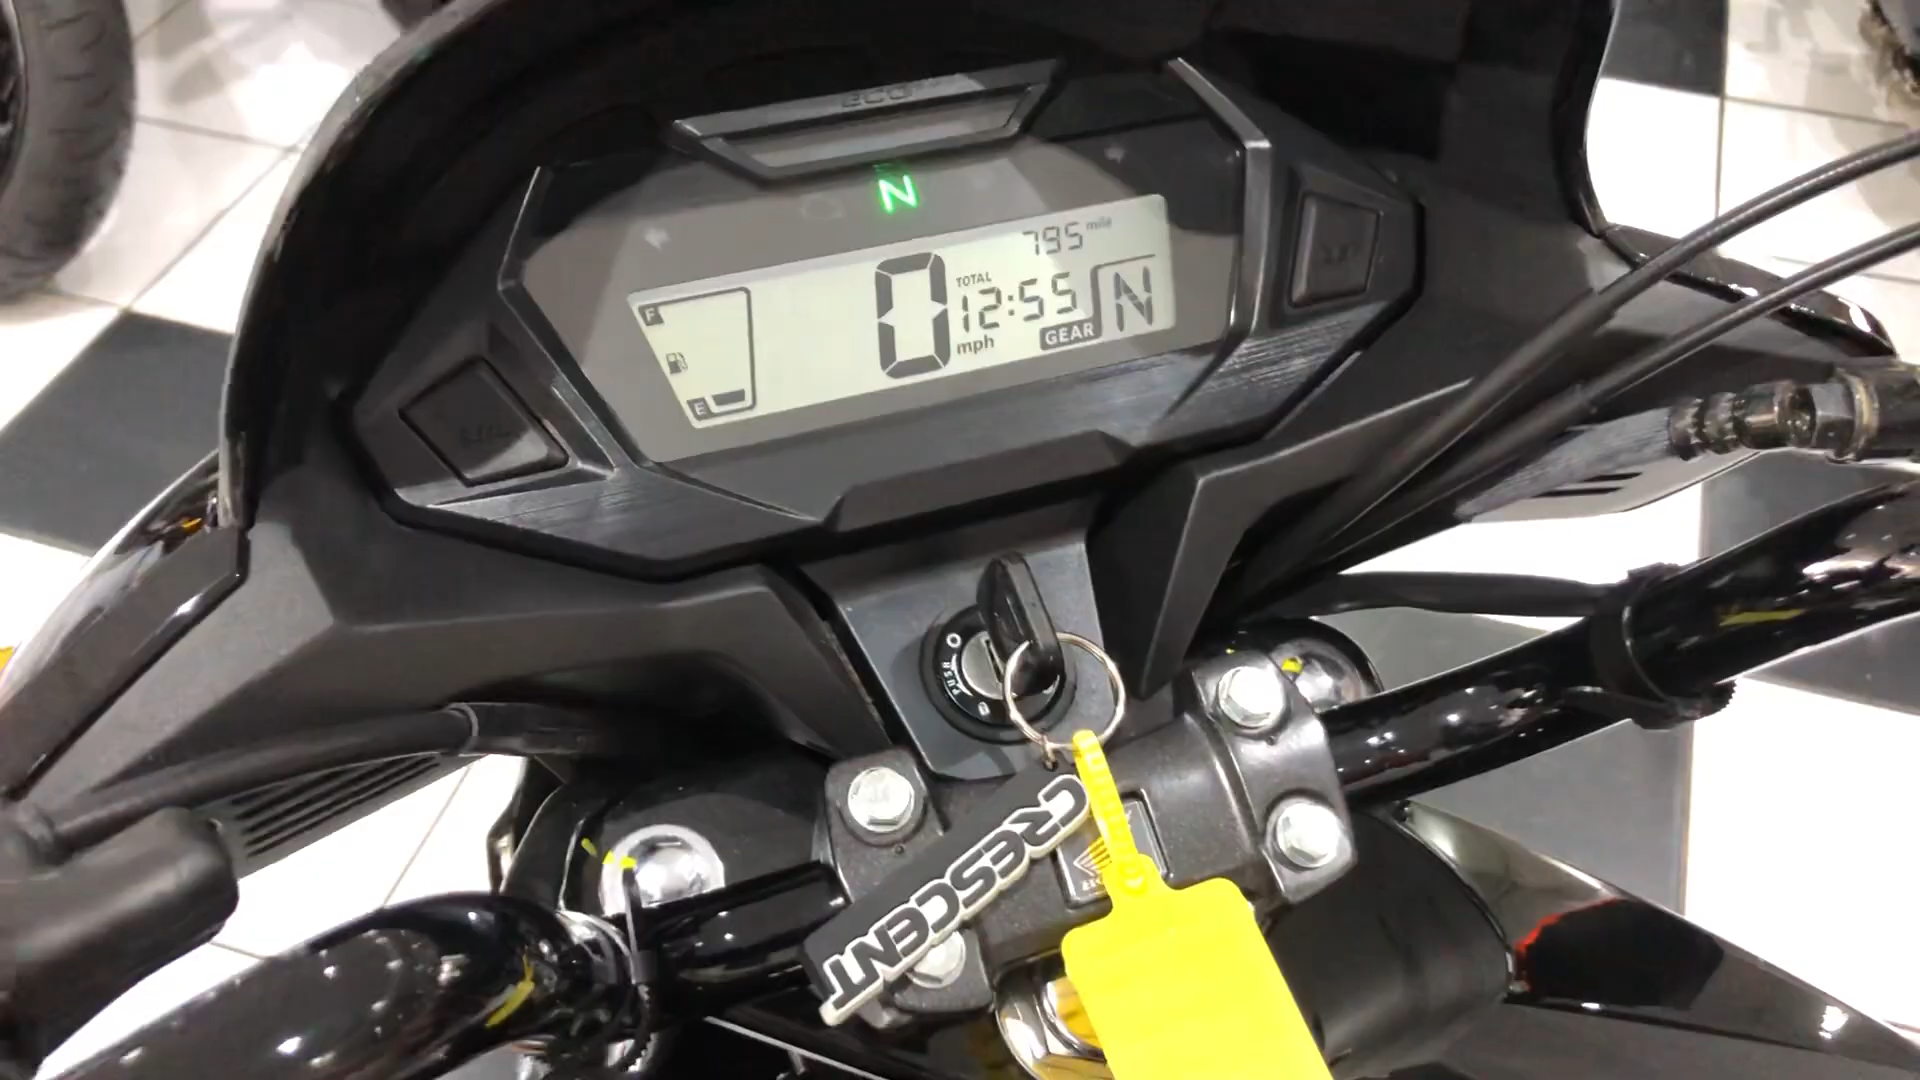 eco
N
795 mile
F
0
TOTAL
12:55
N
mph
GEAR
E
PUSH
CRESCENT